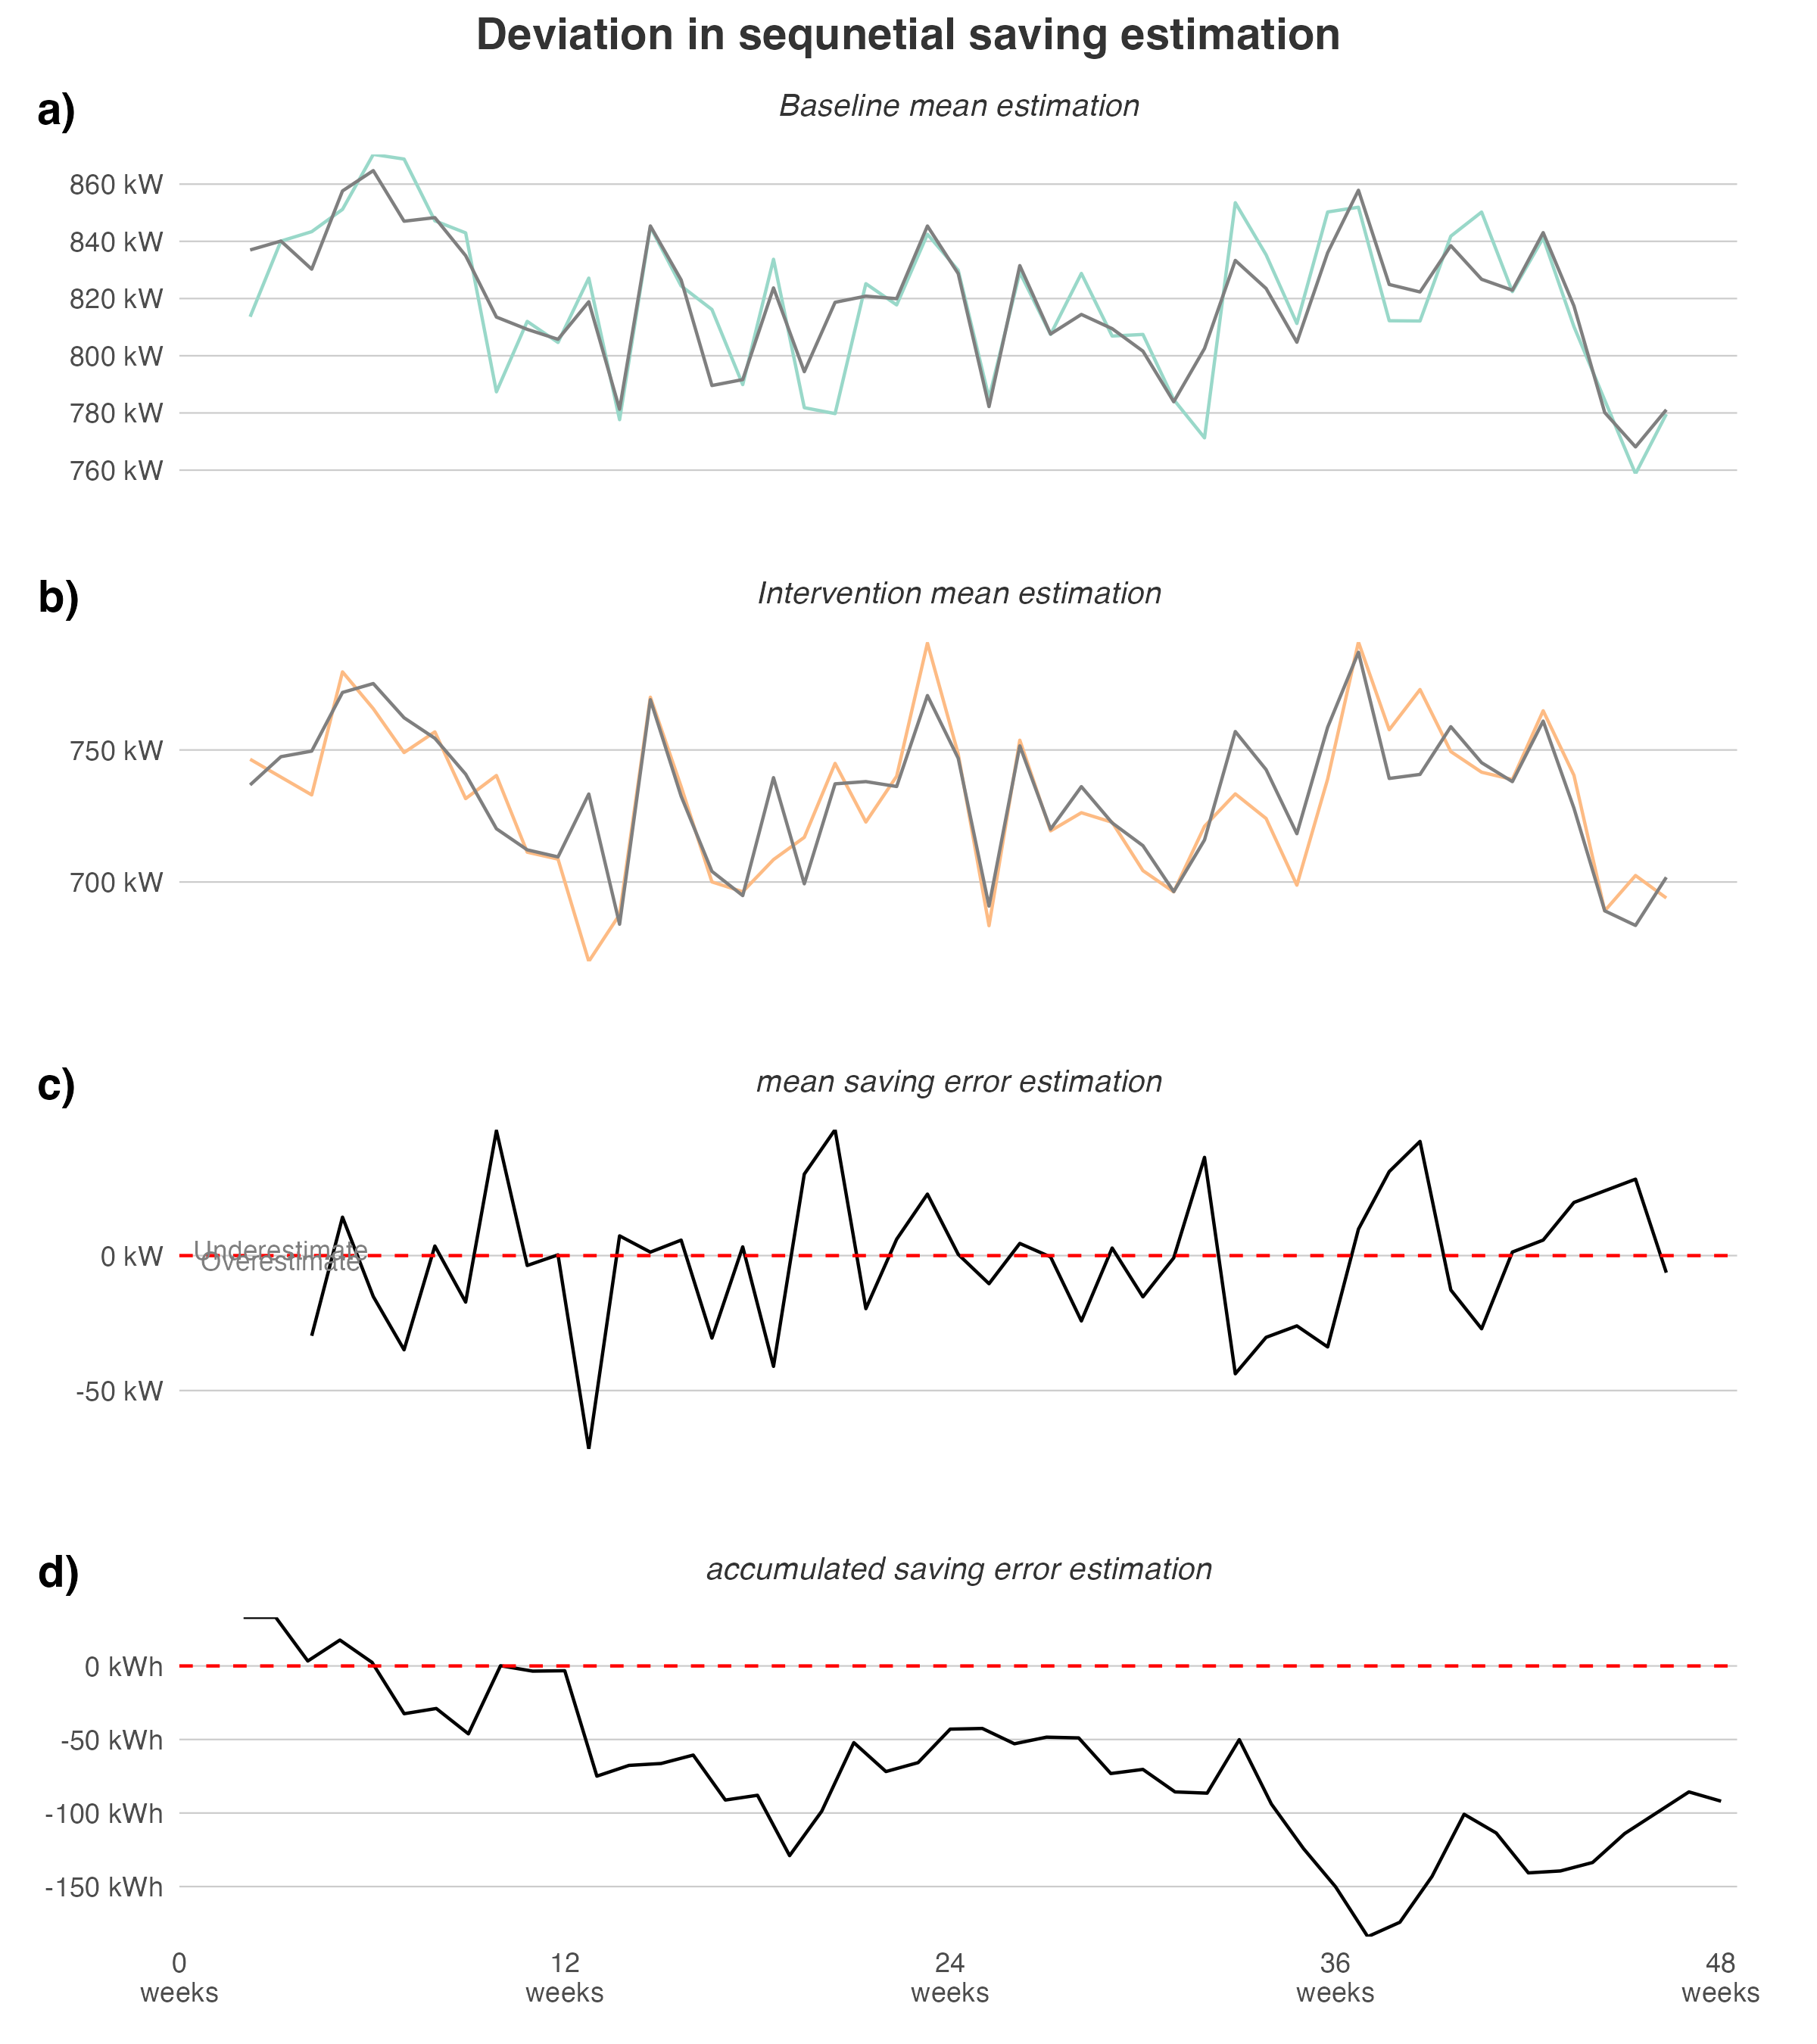 Deviation in sequnetial saving estimation
a)
Baseline mean estimation
860 kW
840 kW
820 kW
800 kW
780 kW
760 kW
b)
Intervention mean estimation
750 kW
700 kW
c)
mean saving error estimation
Underestimate
0 kW
Overestimate
-50 kW
d)
accumulated saving error estimation
0 kWh
-50 kWh
-100 kWh
-150 kWh
0 12 24 36 48
weeks weeks weeks weeks weeks